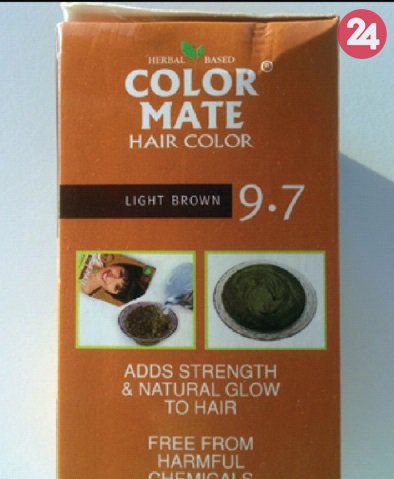 24
HERBAL BASED
COLOR ®
MATE
HAIR COLOR
LIGHT BROWN 9.7
ADDS STRENGTH
& NATURAL GLOW
TO HAIR
FREE FROM
HARMFUL
CHEMICALS